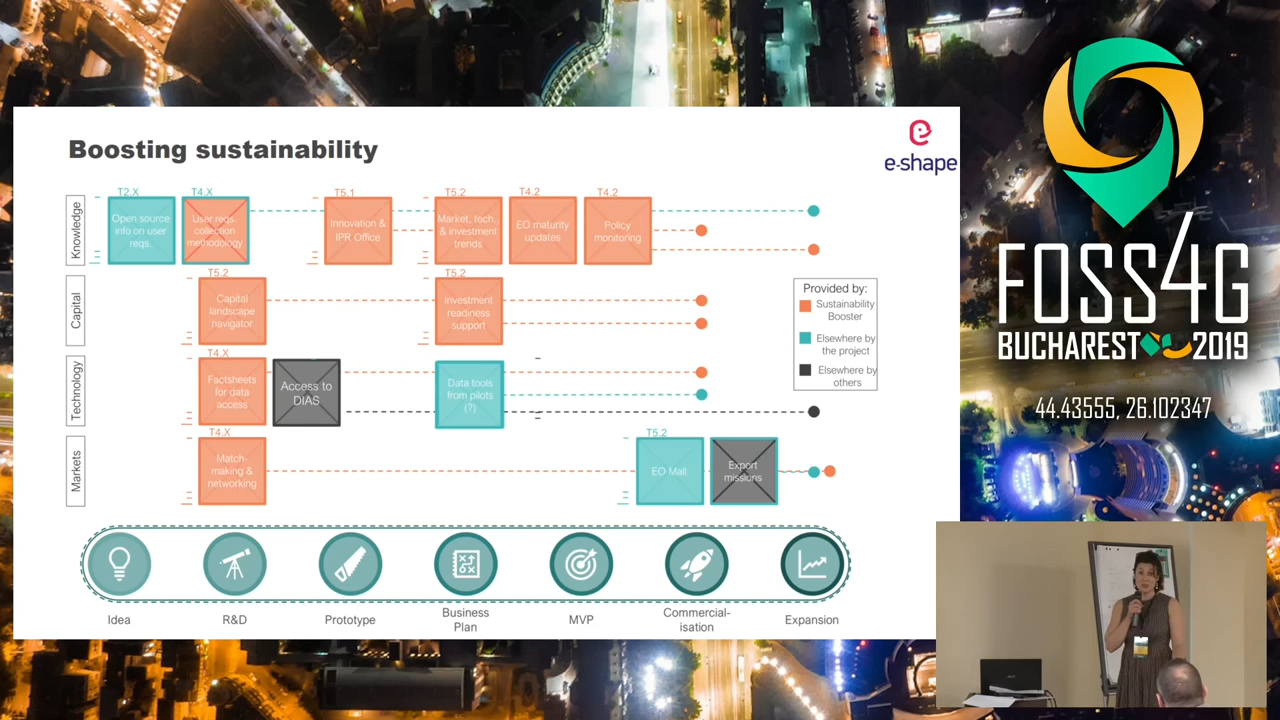 Boosting sustainability
e-shape
Knowledge
T2.X
Open source
info on user
reqs.
T4.X
User reqs.
collection
methodology
T5.1
Innovation &
IPR Office
T5.2
Market, tech.,
& investment
trends
T4.2
EO maturity
updates
T4.2
Policy
monitoring
Capital
T5.2
Capital
landscape
navigator
T5.2
Investment
readiness
support
Provided by:
Sustainability
Booster
Elsewhere by
the project
Elsewhere by
others
Technology
T4.X
Factsheets
for data
access
Access to
DIAS
Data tools
from pilots
(?)
Markets
T4.X
Match-
making &
networking
T5.2
EO Mall
Export
missions
Idea
R&D
Prototype
Business
Plan
MVP
Commercial-
isation
Expansion
FOSS4G
BUCHAREST 2019
44.43555, 26.102347